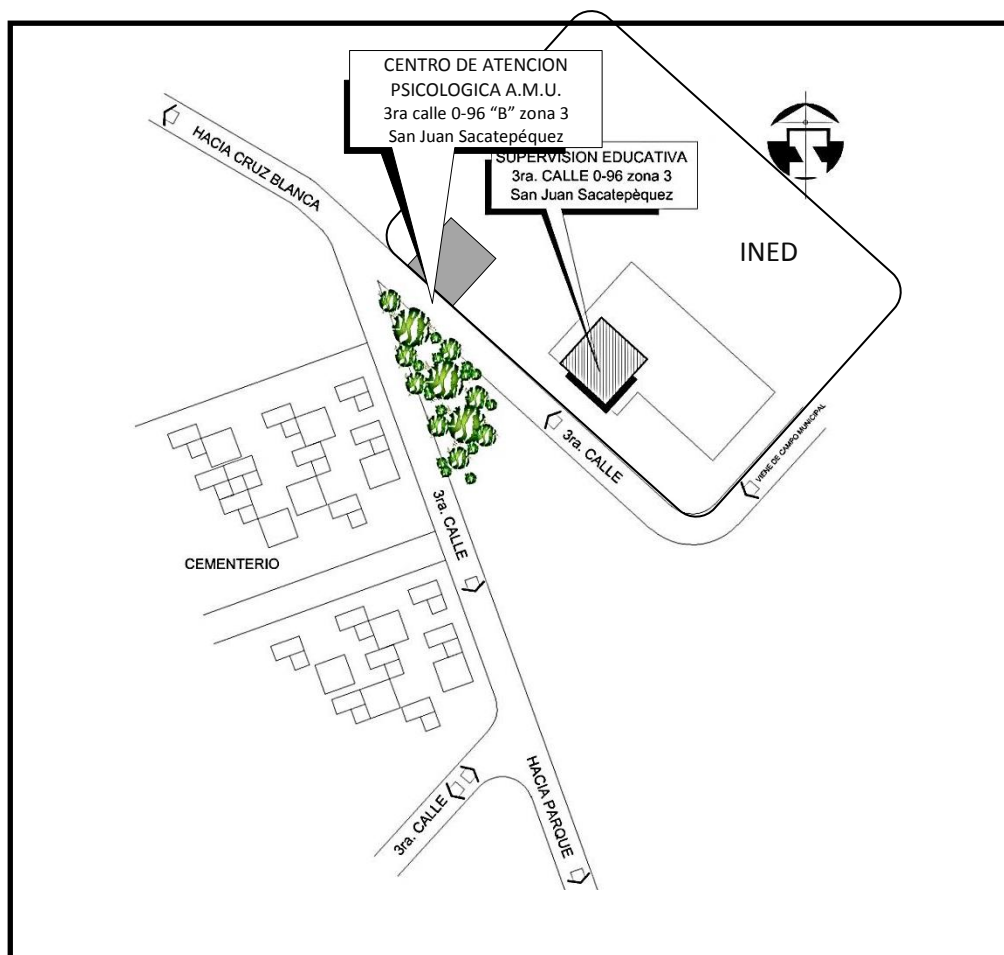 CENTRO DE ATENCION
PSICOLOGICA A.M.U.
3ra calle 0-96 “B” zona 3
San Juan Sacatepéquez
SUPERVISION EDUCATIVA
3ra. CALLE 0-96 zona 3
San Juan Sacatepèquez
HACIA CRUZ BLANCA
INED
3ra. CALLE
VIENE DE CAMPO MUNICIPAL
3ra. CALLE
CEMENTERIO
3ra. CALLE
HACIA PARQUE